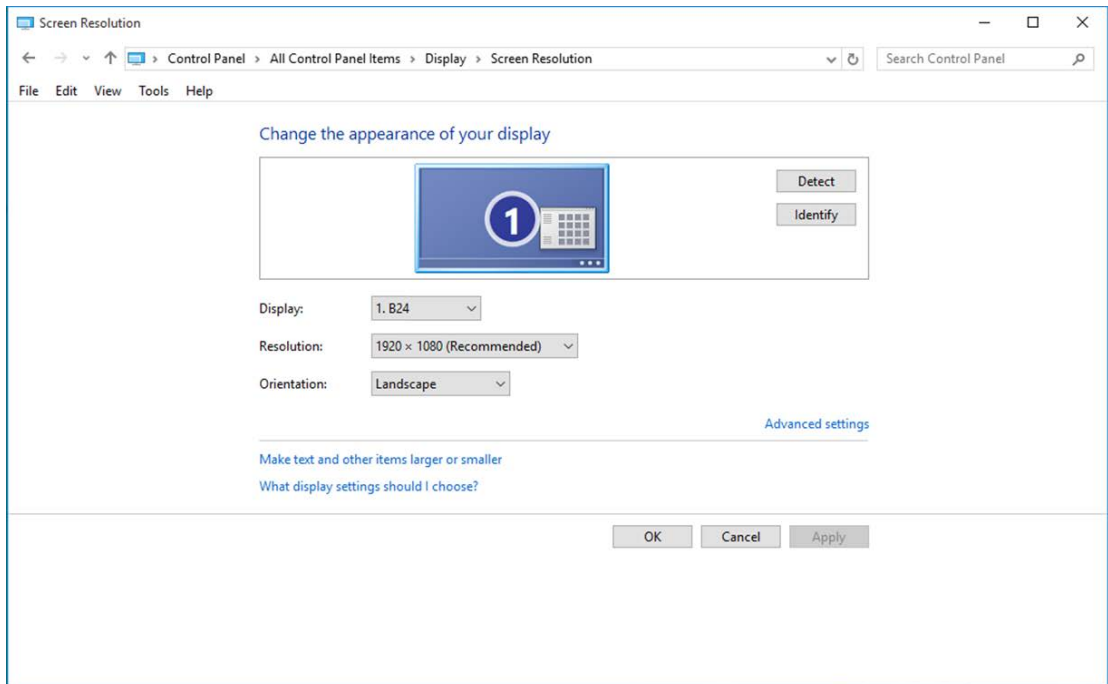 Screen Resolution
Control Panel > All Control Panel Items > Display > Screen Resolution
Search Control Panel
File Edit View Tools Help
Change the appearance of your display
1
Detect
Identify
Display: 1. B24
Resolution: 1920 × 1080 (Recommended)
Orientation: Landscape
Advanced settings
Make text and other items larger or smaller
What display settings should I choose?
OK Cancel Apply